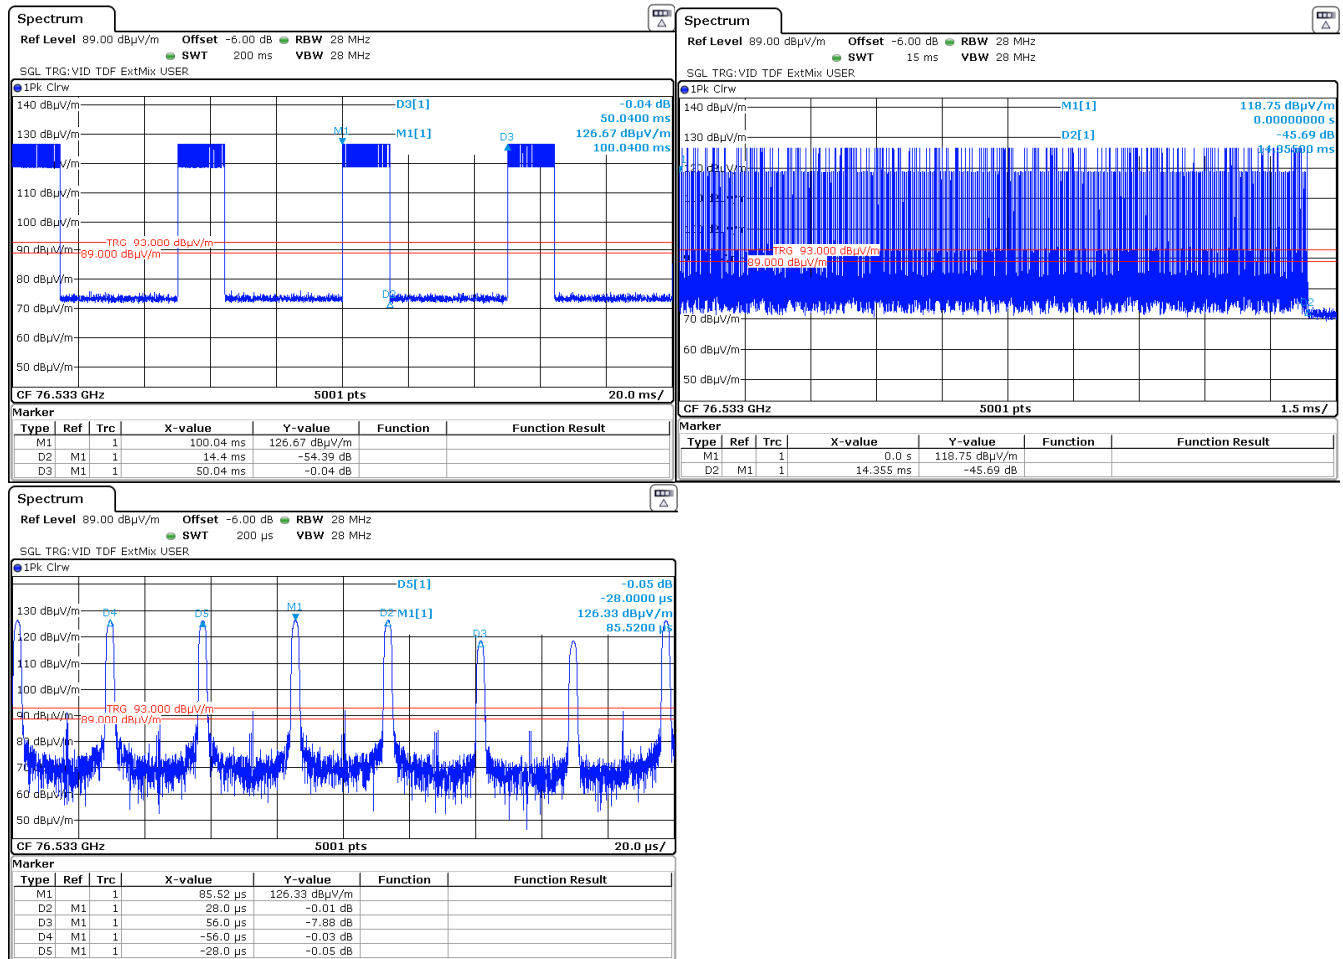 Spectrum
Ref Level 89.00 dBµV/m Offset -6.00 dB RBW 28 MHz
SWT 200 ms VBW 28 MHz
SGL TRG:VID TDF ExtMix USER
1Pk Clrw
D3[1] -0.04 dB
50.0400 ms
M1[1] 126.67 dBµV/m
100.0400 ms
140 dBµV/m
130 dBµV/m
120 dBµV/m
110 dBµV/m
100 dBµV/m
90 dBµV/m
80 dBµV/m
70 dBµV/m
60 dBµV/m
50 dBµV/m
M1
D3
TRG 93.000 dBµV/m
89.000 dBµV/m
D2
CF 76.533 GHz 5001 pts 20.0 ms/
Marker
Type Ref Trc X-value Y-value Function Function Result
M1 1 100.04 ms 126.67 dBµV/m
D2 M1 1 14.4 ms -54.39 dB
D3 M1 1 50.04 ms -0.04 dB
Spectrum
Ref Level 89.00 dBµV/m Offset -6.00 dB RBW 28 MHz
SWT 15 ms VBW 28 MHz
SGL TRG:VID TDF ExtMix USER
1Pk Clrw
M1[1] 118.75 dBµV/m
0.00000000 s
D2[1] -45.69 dB
14.35500 ms
140 dBµV/m
130 dBµV/m
70 dBµV/m
60 dBµV/m
50 dBµV/m
TRG 93.000 dBµV/m
89.000 dBµV/m
CF 76.533 GHz 5001 pts 1.5 ms/
Marker
Type Ref Trc X-value Y-value Function Function Result
M1 1 0.0 s 118.75 dBµV/m
D2 M1 1 14.355 ms -45.69 dB
Spectrum
Ref Level 89.00 dBµV/m Offset -6.00 dB RBW 28 MHz
SWT 200 µs VBW 28 MHz
SGL TRG:VID TDF ExtMix USER
1Pk Clrw
D5[1] -0.05 dB
-28.0000 µs
M1[1] 126.33 dBµV/m
85.5200 µs
130 dBµV/m
120 dBµV/m
110 dBµV/m
100 dBµV/m
90 dBµV/m
80 dBµV/m
70 dBµV/m
60 dBµV/m
50 dBµV/m
D4
D5
M1
D2
D3
TRG 93.000 dBµV/m
89.000 dBµV/m
CF 76.533 GHz 5001 pts 20.0 µs/
Marker
Type Ref Trc X-value Y-value Function Function Result
M1 1 85.52 µs 126.33 dBµV/m
D2 M1 1 28.0 µs -0.01 dB
D3 M1 1 56.0 µs -7.88 dB
D4 M1 1 -56.0 µs -0.03 dB
D5 M1 1 -28.0 µs -0.05 dB